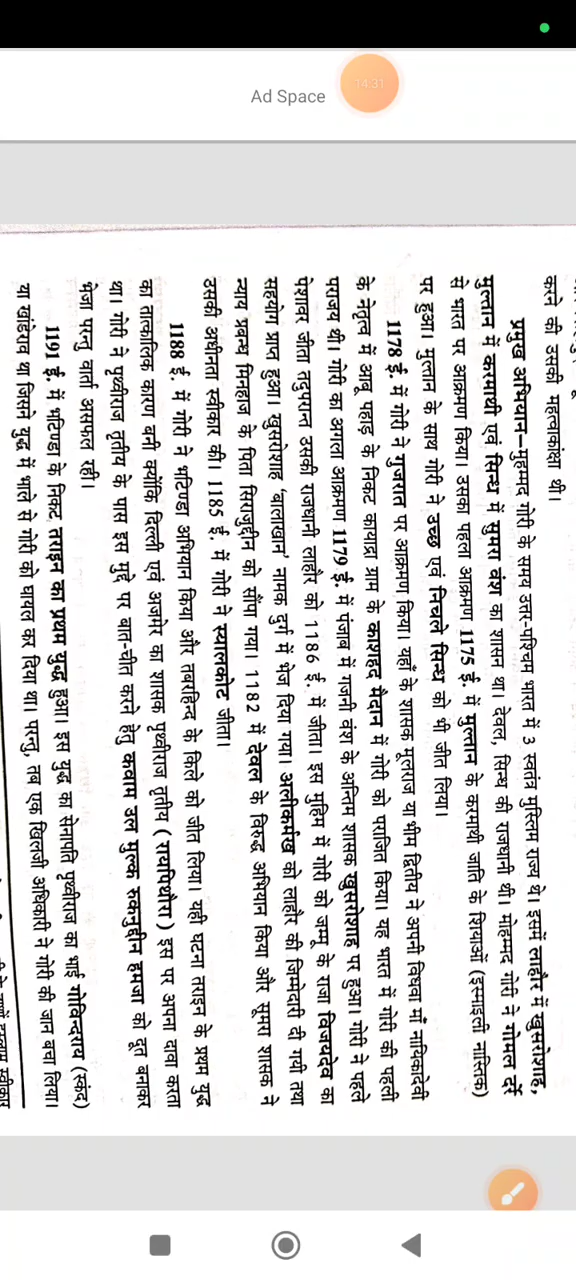 14:31
Ad Space
करने की उसकी महत्वाकांक्षा थी।
प्रमुख अभियान–मुहम्मद गोरी के समय उत्तर-पश्चिम भारत में 3 स्वतंत्र मुस्लिम राज्य थे। इसमें लाहौर में खुसरोशाह,
मुल्तान में करमाथी एवं सिन्ध में सुमरा वंश का शासन था। देवल, सिन्ध की राजधानी थी। मोहम्मद गोरी ने गोमल दर्रे
से भारत पर आक्रमण किया। उसका पहला आक्रमण 1175 ई. में मुल्तान के करमाथी जाति के शियाओं (इस्माइली नास्तिक)
पर हुआ। मुल्तान के साथ गोरी ने उच्छ एवं निचले सिन्ध को भी जीत लिया।
1178 ई. में गोरी ने गुजरात पर आक्रमण किया। यहाँ के शासक मूलराज या भीम द्वितीय ने अपनी विधवा माँ नायिकादेवी
के नेतृत्व में आबू पहाड़ के निकट कायाद्रा ग्राम के काशहद मैदान में गोरी को पराजित किया। यह भारत में गोरी की पहली
पराजय थी। गोरी का अगला आक्रमण 1179 ई. में पंजाब में गजनी वंश के अन्तिम शासक खुसरोशाह पर हुआ। गोरी ने पहले
पेशावर जीता तदुपरान्त उसकी राजधानी लाहौर को 1186 ई. में जीता। इस मुहिम में गोरी को जम्मू के राजा विजयदेव का
सहयोग प्राप्त हुआ। खुसरोशाह 'बालाखान' नामक दुर्ग में भेज दिया गया। अलीकर्मख को लाहौर की जिम्मेदारी दी गयी तथा
न्याय प्रबन्ध मिनहाज के पिता सिराजुद्दीन को सौंपा गया। 1182 में देवल के विरुद्ध अभियान किया और सूमरा शासक ने
उसकी अधीनता स्वीकार की। 1185 ई. में गोरी ने स्यालकोट जीता।
1188 ई. में गोरी ने भटिण्डा अभियान किया और तबरहिन्द के किले को जीत लिया। यही घटना तराइन के प्रथम युद्ध
का तात्कालिक कारण बनी क्योंकि दिल्ली एवं अजमेर का शासक पृथ्वीराज तृतीय (रायपिथौरा) इस पर अपना दावा करता
था। गोरी ने पृथ्वीराज तृतीय के पास इस मुद्दे पर बात-चीत करने हेतु कवाम उल मुल्क रुकनुद्दीन हमजा को दूत बनाकर
भेजा परन्तु वार्ता असफल रही।
1191 ई. में भटिण्डा के निकट तराइन का प्रथम युद्ध हुआ। इस युद्ध का सेनापति पृथ्वीराज का भाई गोविन्दराय (स्कंद)
या खांडेराव था जिसने युद्ध में भाले से गोरी को घायल कर दिया था। परन्तु, तब एक खिलजी अधिकारी ने गोरी की जान बचा लिया।